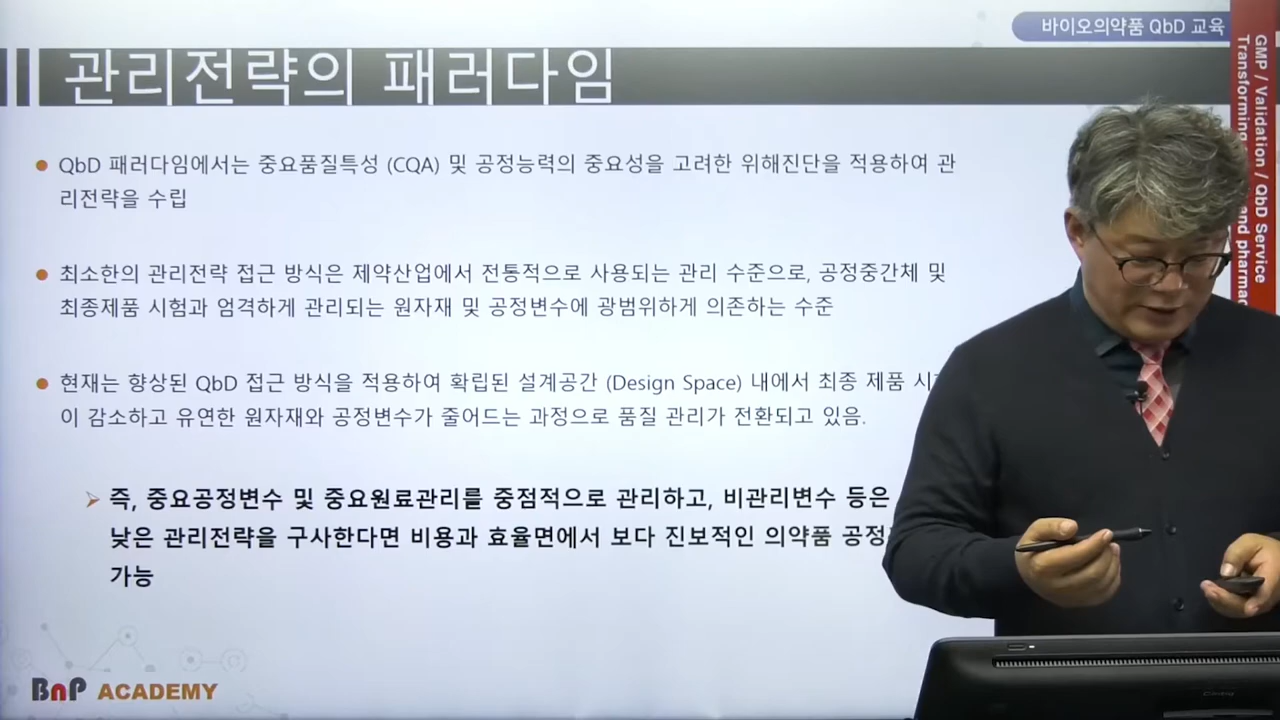 바이오의약품 QbD 교육
관리전략의 패러다임
QbD 패러다임에서는 중요품질특성 (CQA) 및 공정능력의 중요성을 고려한 위해진단을 적용하여 관
리전략을 수립
최소한의 관리전략 접근 방식은 제약산업에서 전통적으로 사용되는 관리 수준으로, 공정중간체 및
최종제품 시험과 엄격하게 관리되는 원자재 및 공정변수에 광범위하게 의존하는 수준
현재는 향상된 QbD 접근 방식을 적용하여 확립된 설계공간 (Design Space) 내에서 최종 제품
이 감소하고 유연한 원자재와 공정변수가 줄어드는 과정으로 품질 관리가 전환되고 있음.
즉, 중요공정변수 및 중요원료관리를 중점적으로 관리하고, 비관리변수 등은
낮은 관리전략을 구사한다면 비용과 효율면에서 보다 진보적인 의약품
가능
GMP / Validation / QbD Service
Transforming and
BnP ACADEMY